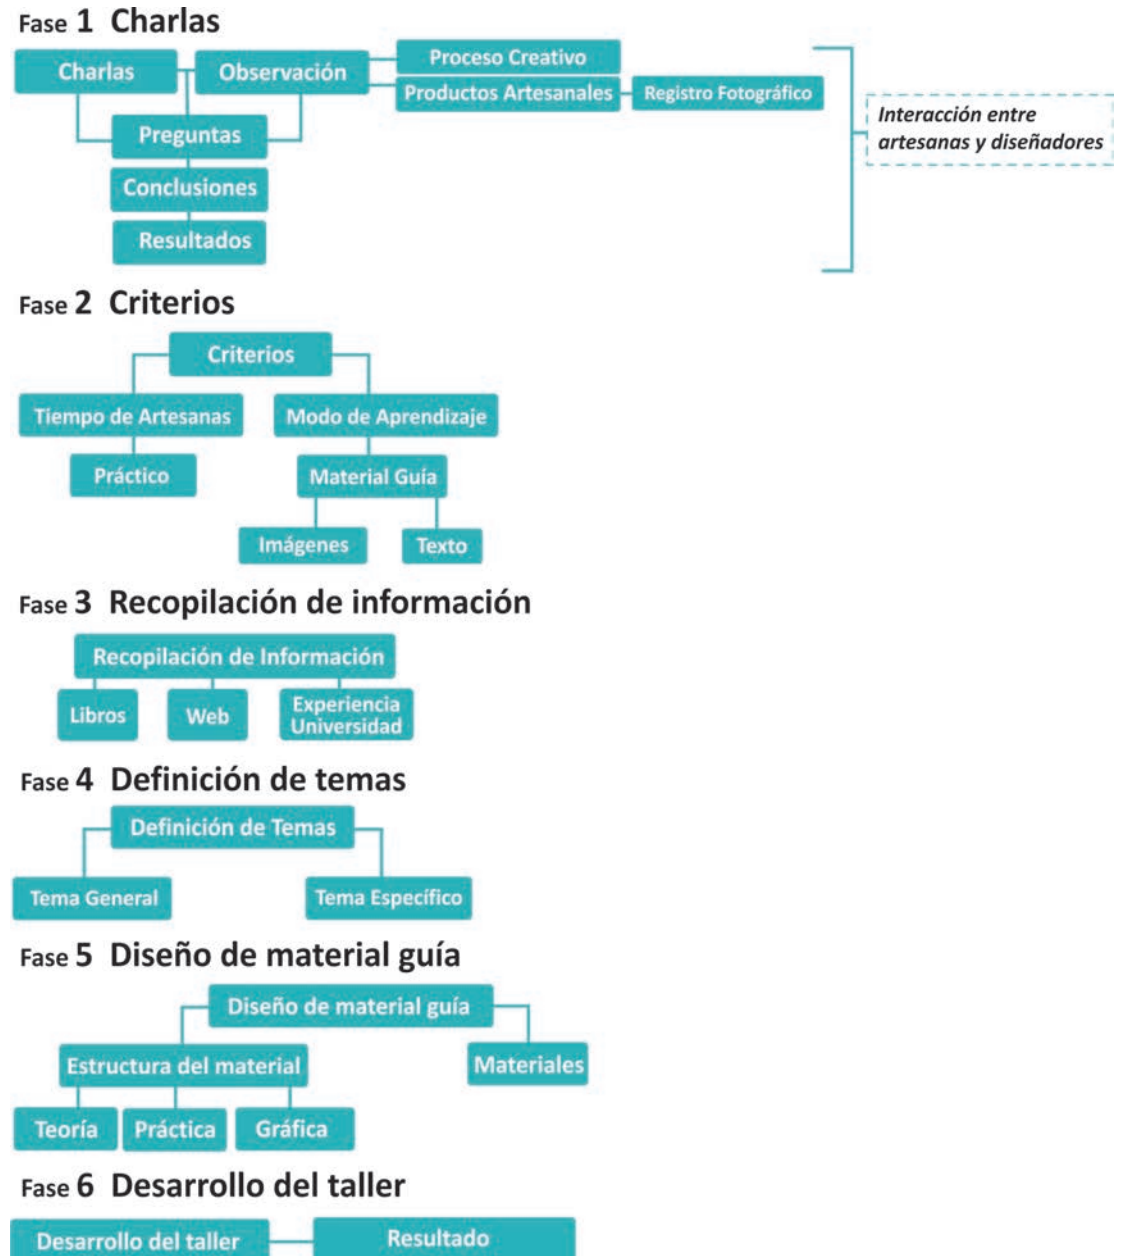 Fase 1 Charlas
Charlas
Observación
Proceso Creativo
Productos Artesanales
Registro Fotográfico
Preguntas
Conclusiones
Resultados
Interacción entre
artesanas y diseñadores
Fase 2 Criterios
Criterios
Tiempo de Artesanas
Modo de Aprendizaje
Práctico
Material Guía
Imágenes
Texto
Fase 3 Recopilación de información
Recopilación de Información
Libros
Web
Experiencia
Universidad
Fase 4 Definición de temas
Definición de Temas
Tema General
Tema Específico
Fase 5 Diseño de material guía
Diseño de material guía
Estructura del material
Materiales
Teoría
Práctica
Gráfica
Fase 6 Desarrollo del taller
Desarrollo del taller
Resultado